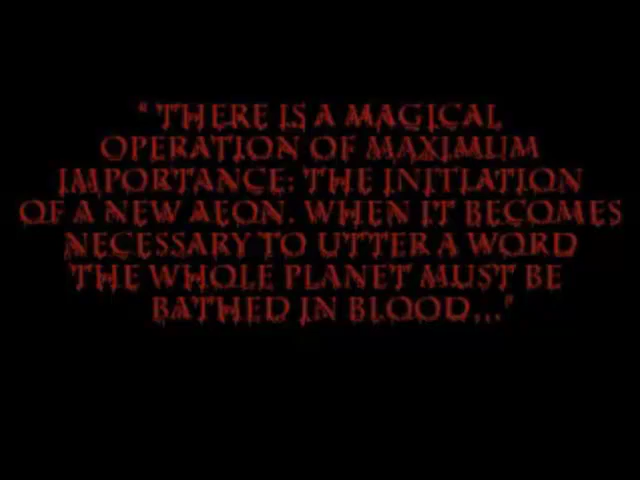 " THERE IS A MAGICAL
OPERATION OF MAXIMUM
IMPORTANCE: THE INITIATION
OF A NEW AEON. WHEN IT BECOMES
NECESSARY TO UTTER A WORD
THE WHOLE PLANET MUST BE
BATHED IN BLOOD..."